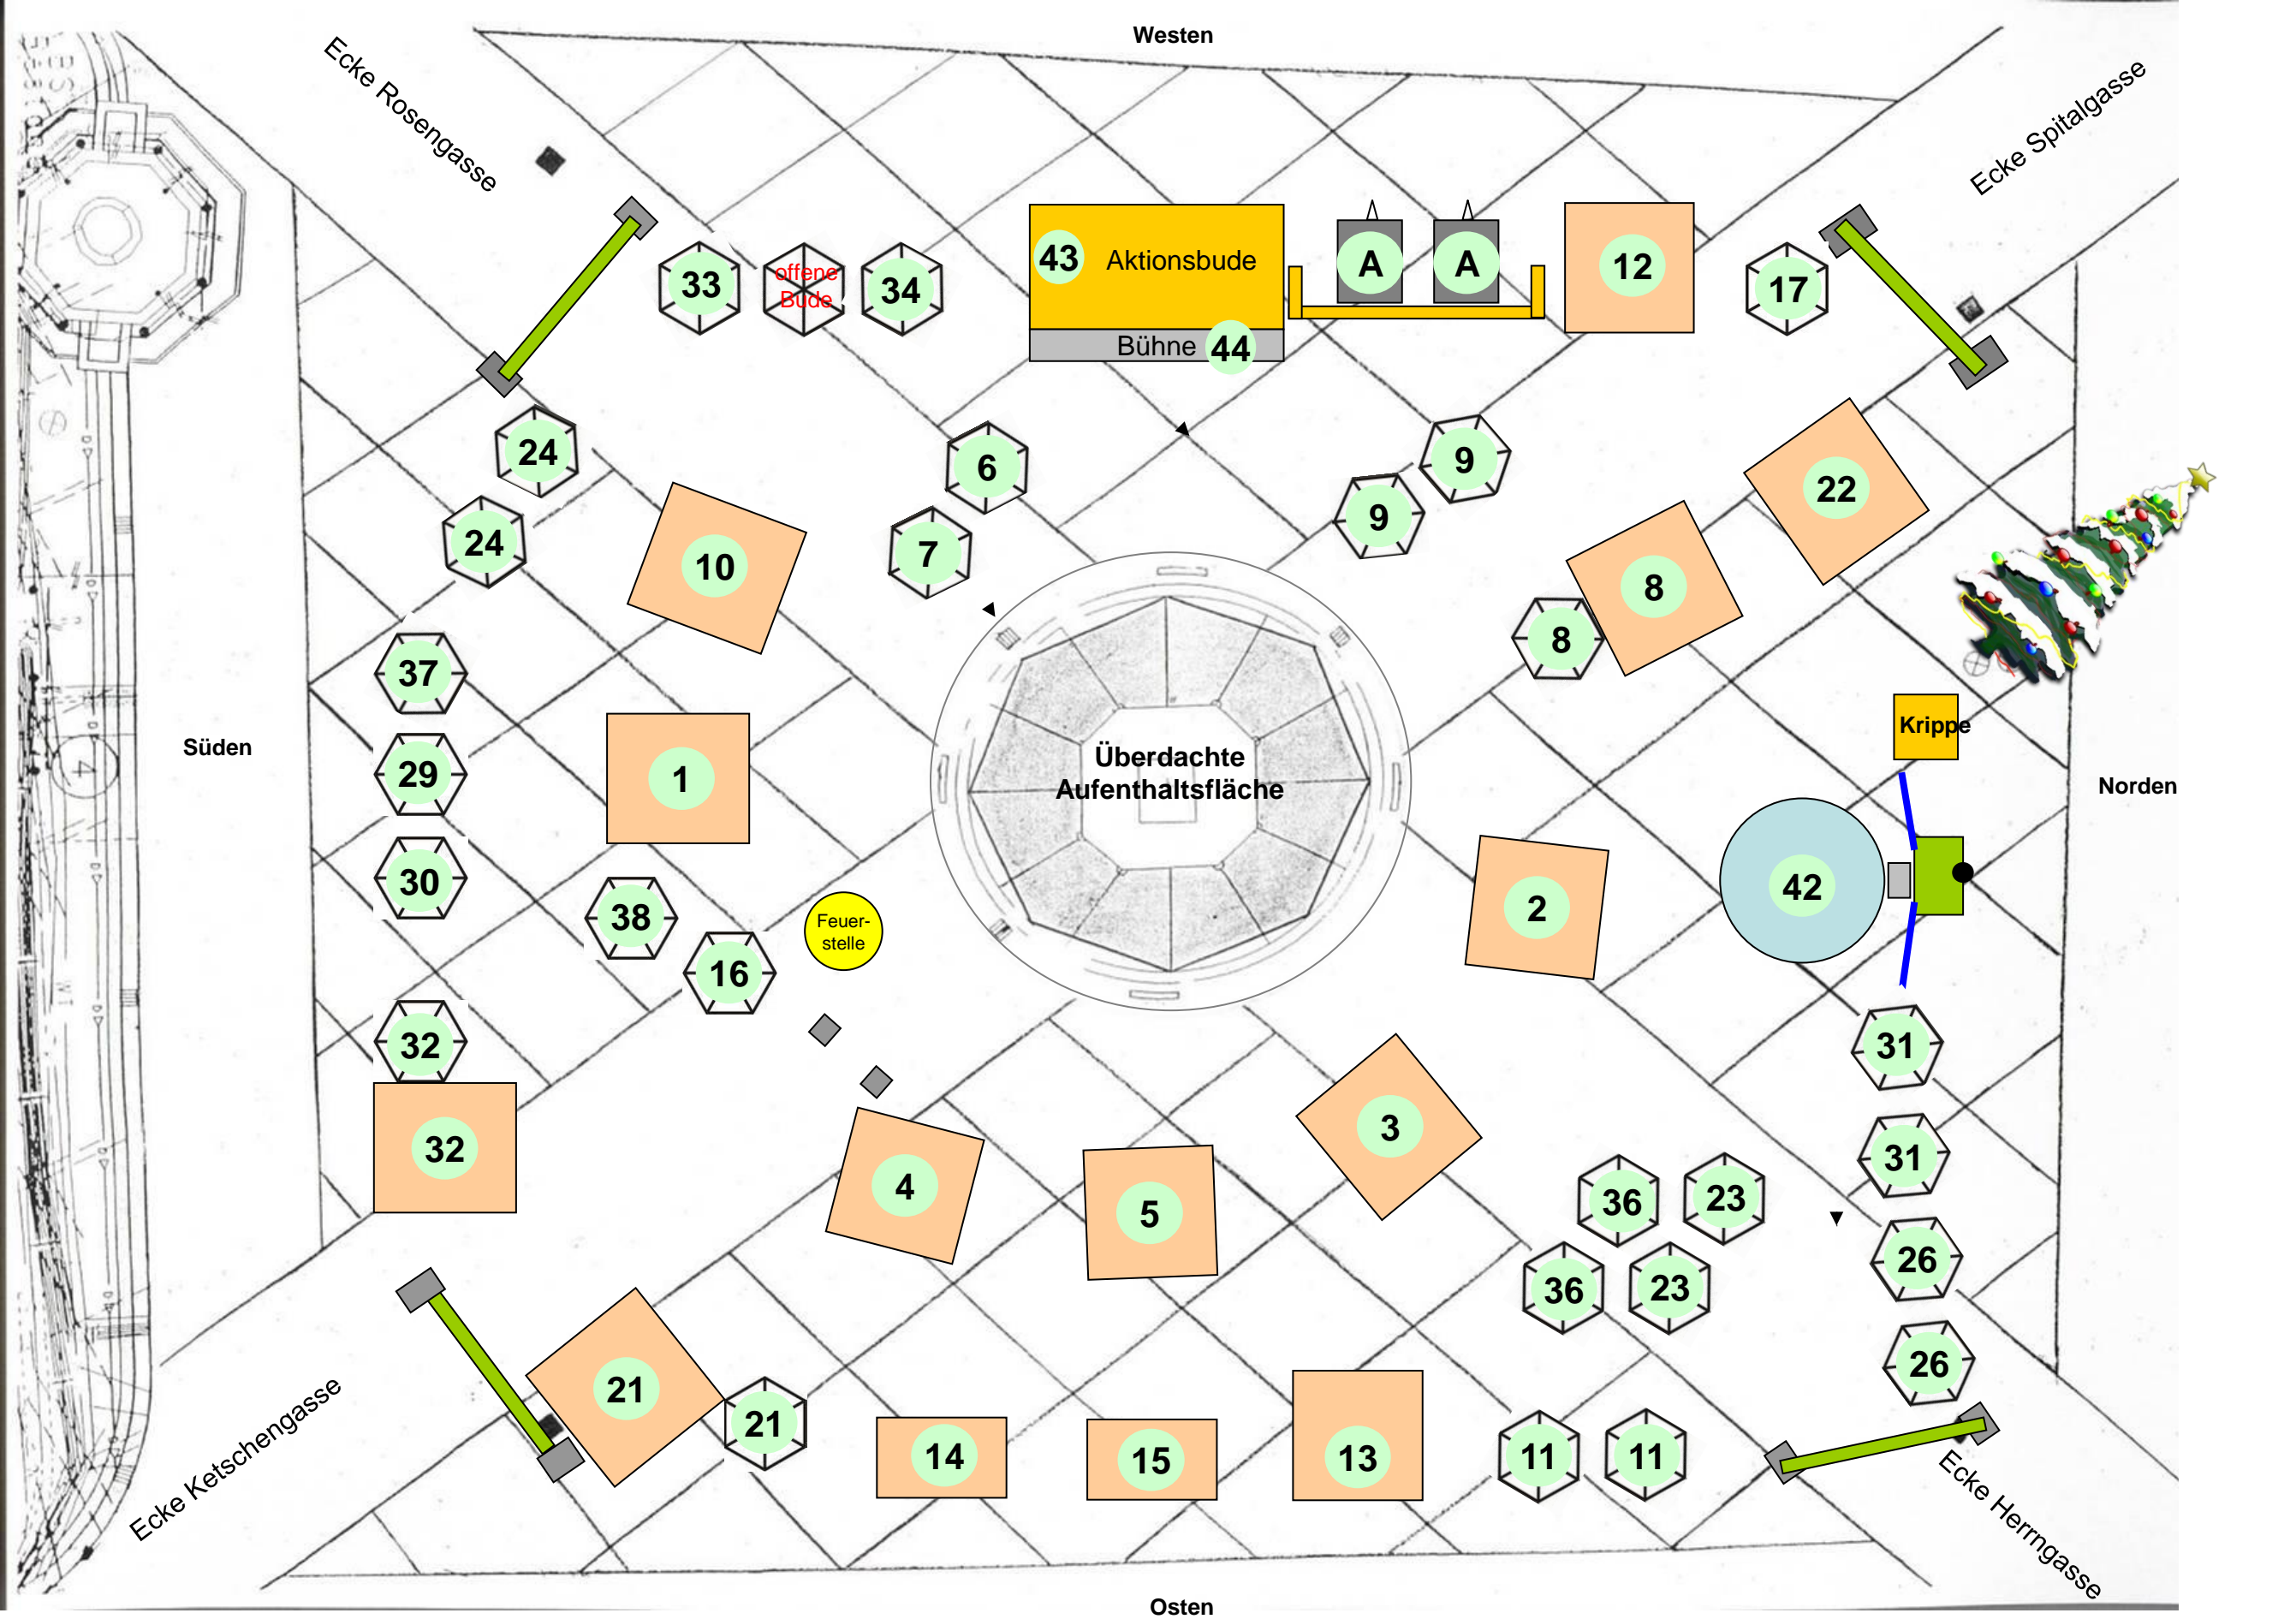 Westen
Ecke Rosengasse
Ecke Spitalgasse
33
offene
Bude
34
43
Aktionsbude
A
A
12
17
Bühne
44
24
6
9
22
24
7
9
10
8
8
37
Krippe
Süden
29
1
Überdachte
Aufenthaltsfläche
Norden
30
38
16
Feuer-
stelle
2
42
32
31
32
4
5
3
31
36
23
36
23
26
26
21
21
14
15
13
11
11
Ecke Ketschengasse
Ecke Herrngasse
Osten
4